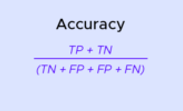 Accuracy
TP + TN
(TN + FP + FP + FN)